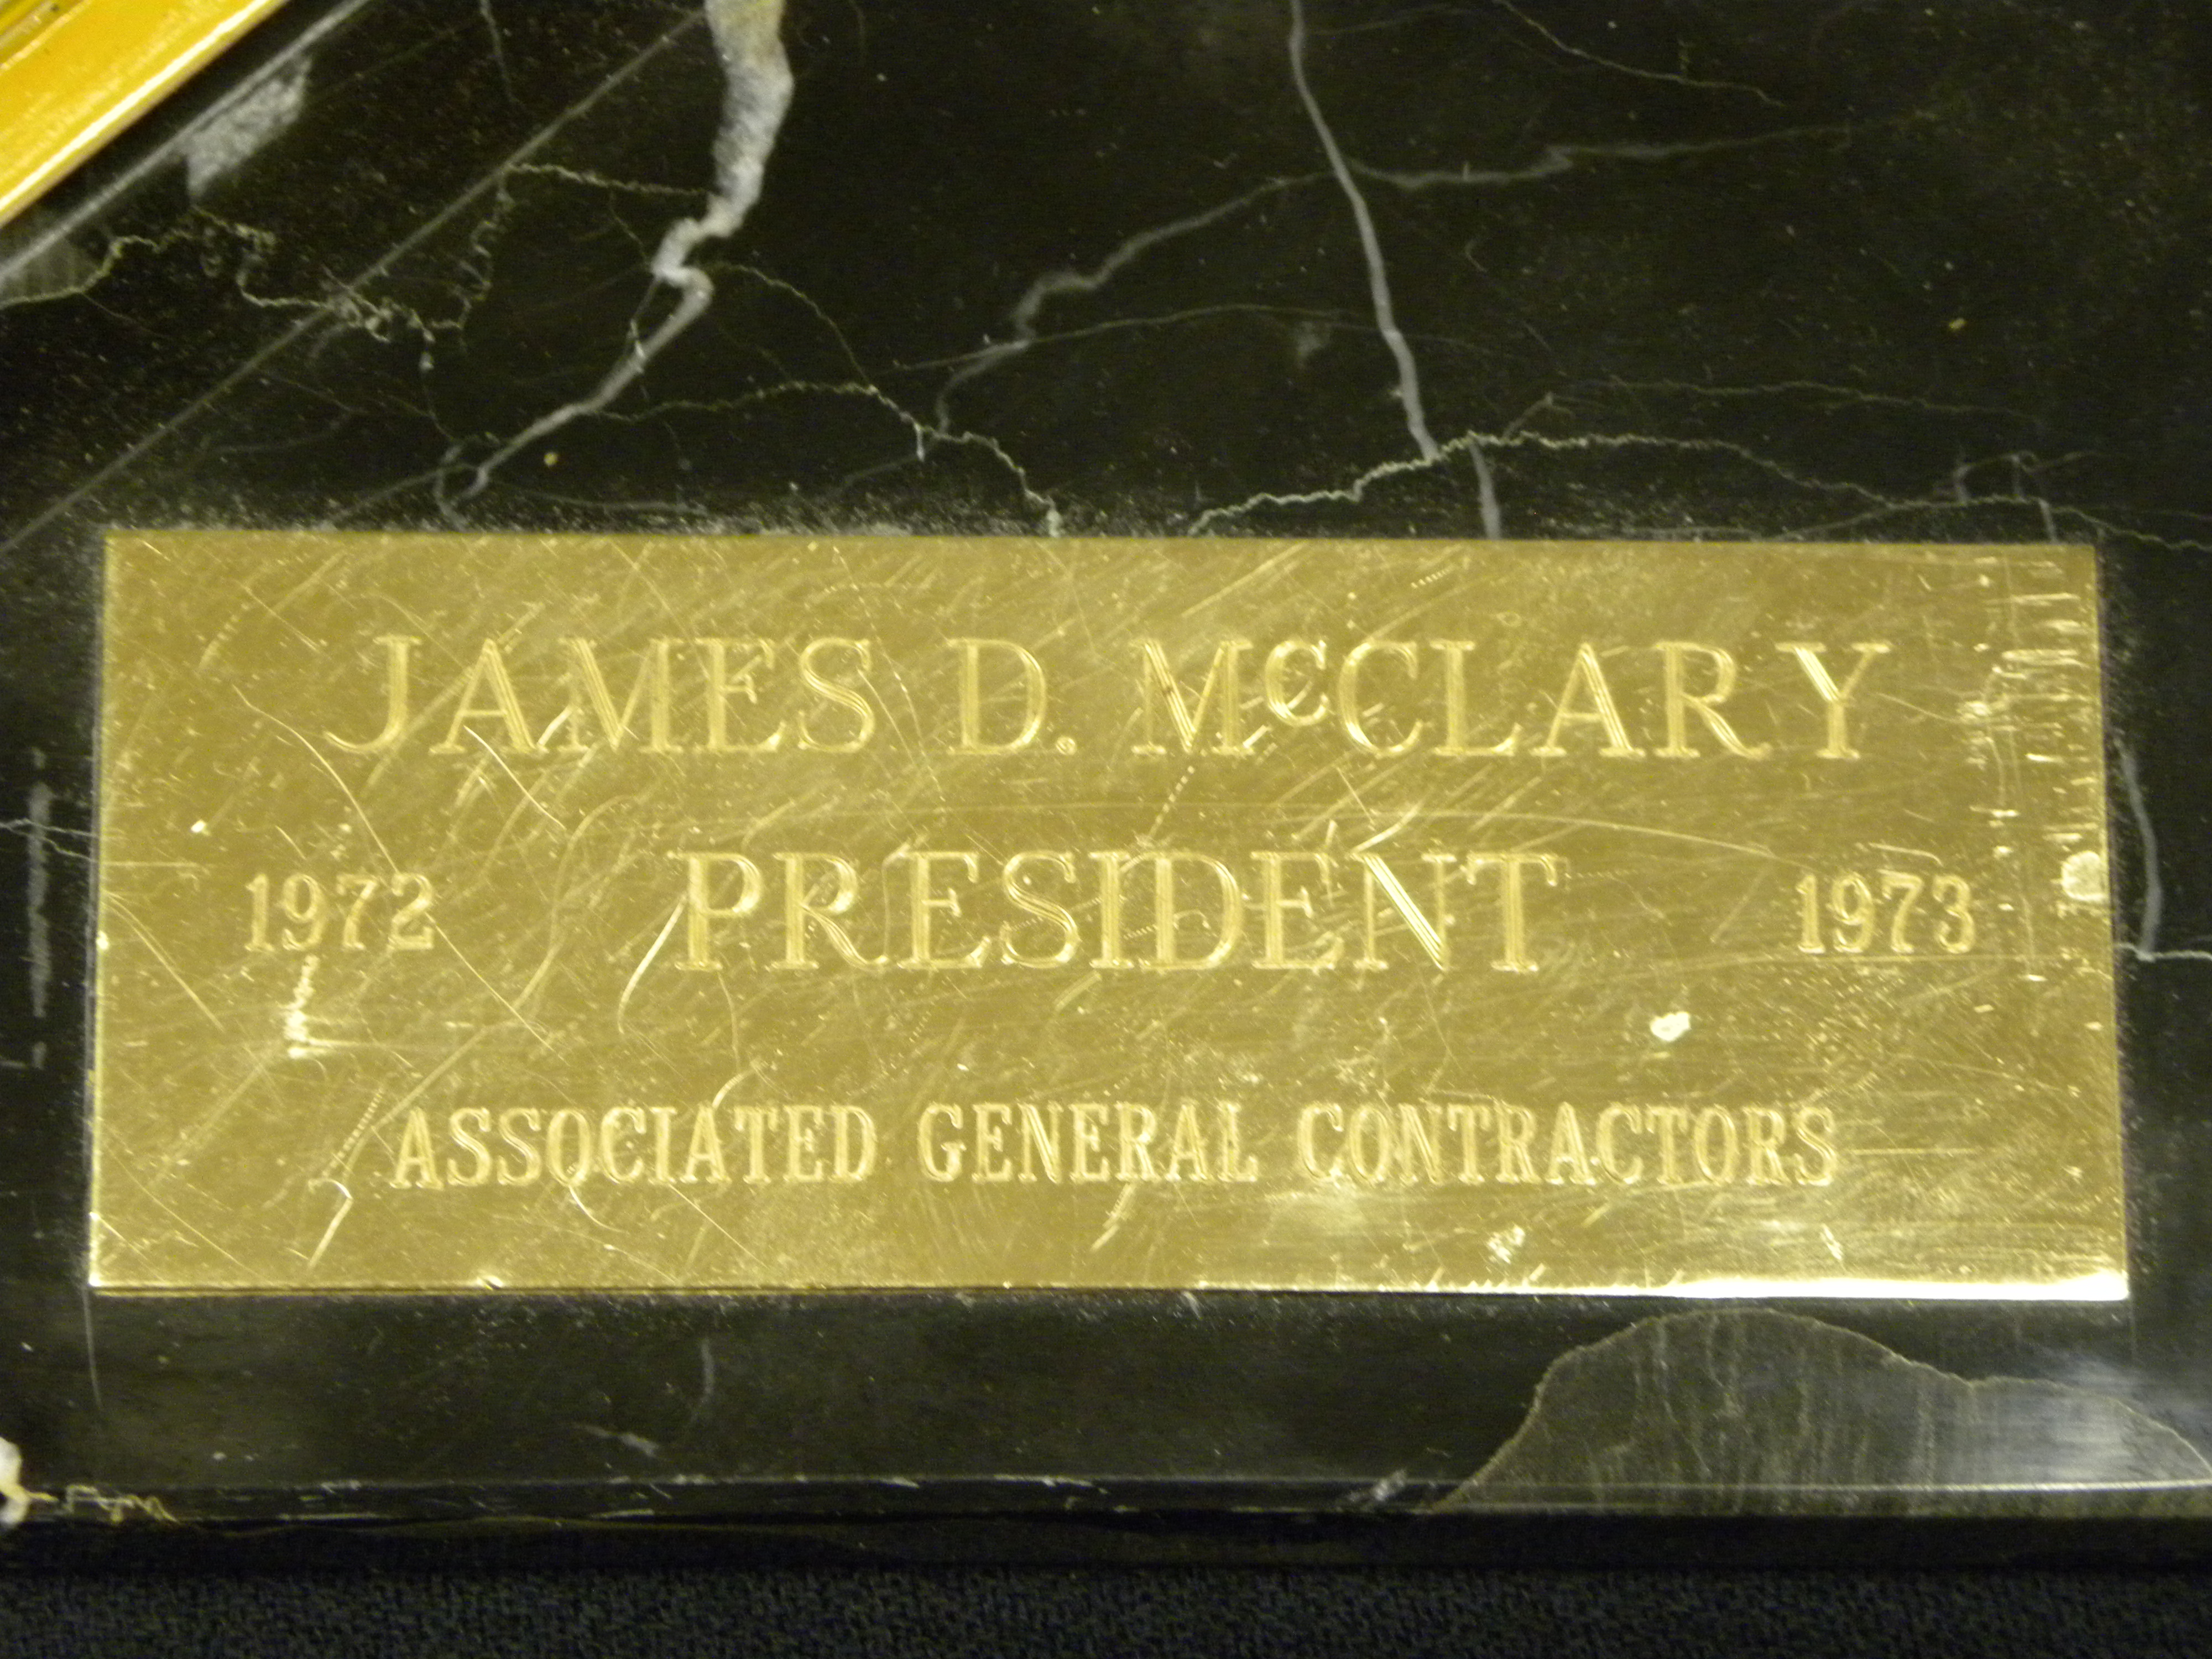 JAMES D. McCLARY
1972 PRESIDENT 1973
ASSOCIATED GENERAL CONTRACTORS